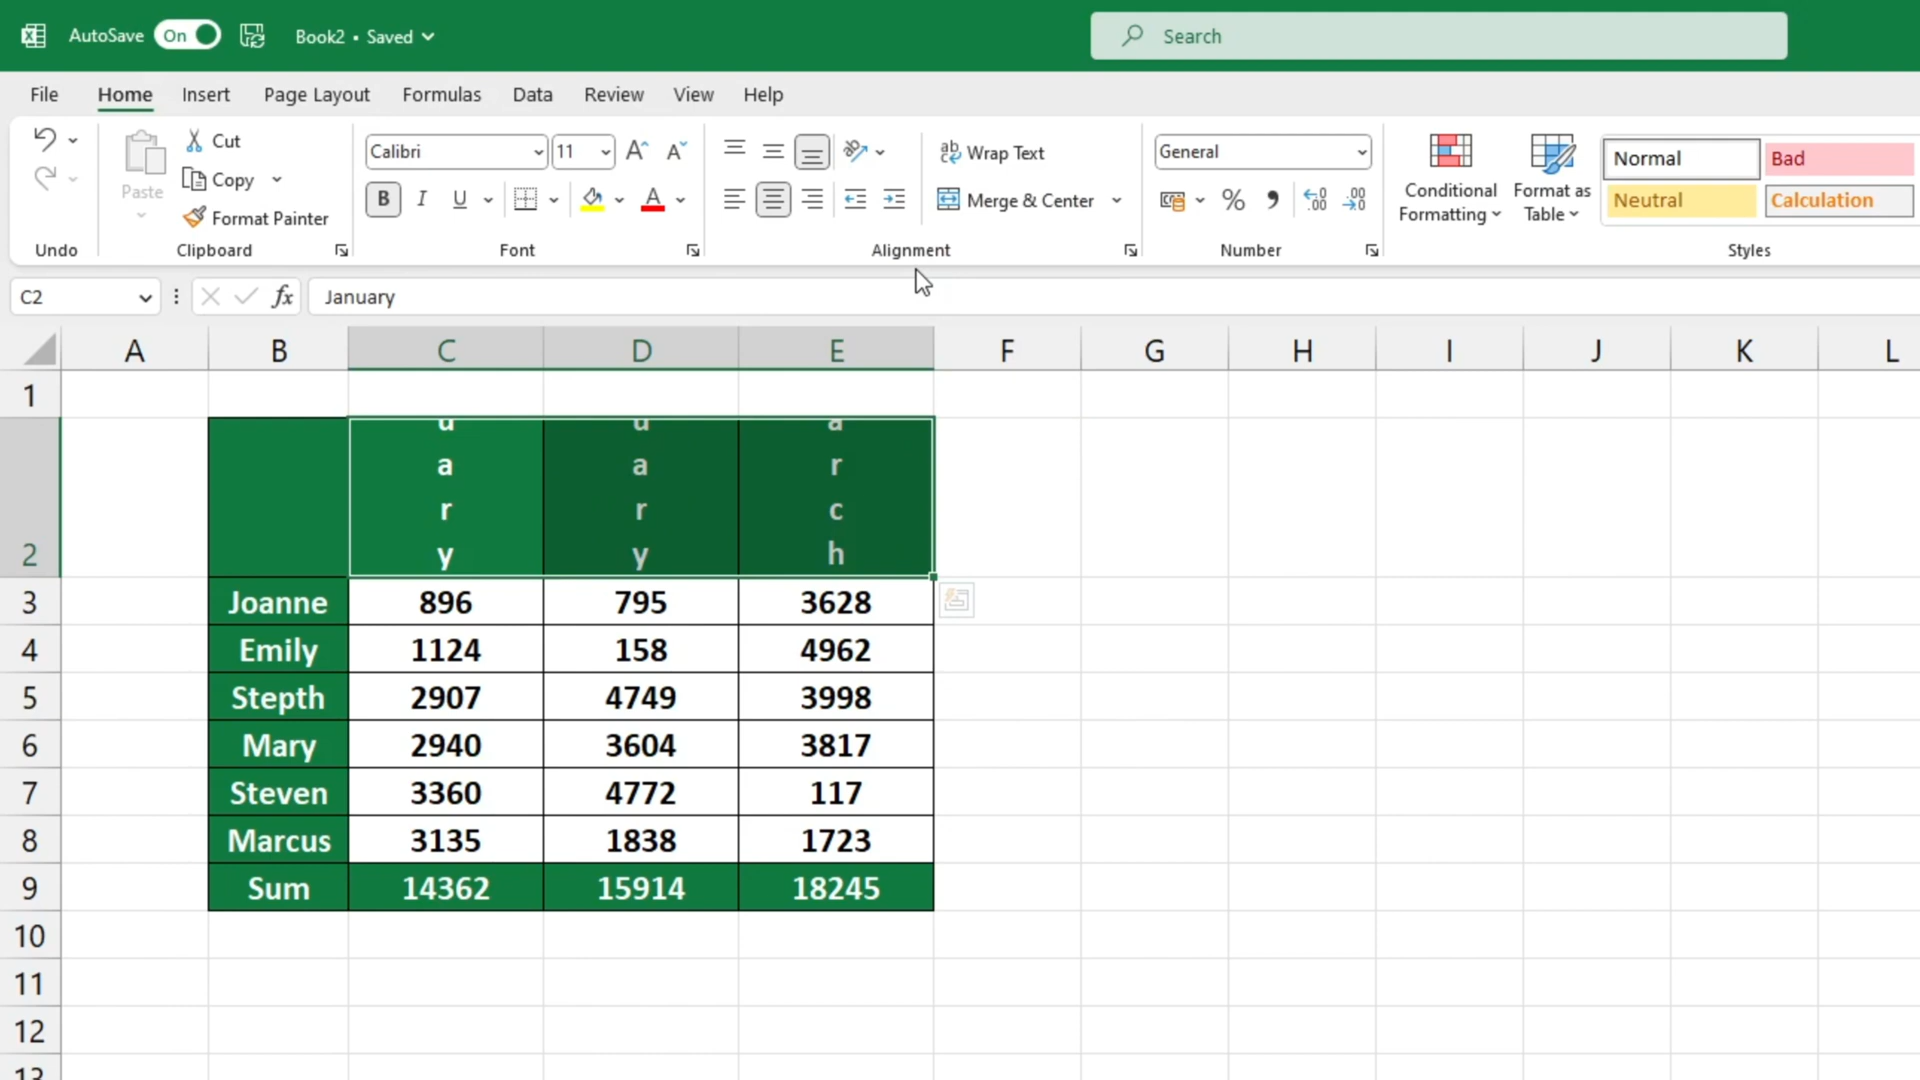 AutoSave On Book2 • Saved Search
File Home Insert Page Layout Formulas Data Review View Help
Cut
Calibri 11 Wrap Text General Normal Bad
Paste Copy Conditional Formatting Format as Table
B I U A Merge & Center % Neutral Calculation
Format Painter
Undo Clipboard Font Alignment Number Styles
C2 fx January
A B C D E F G H I J K L
1
u u a
a a r
r r c
2 y y h
3 Joanne 896 795 3628
4 Emily 1124 158 4962
5 Stepth 2907 4749 3998
6 Mary 2940 3604 3817
7 Steven 3360 4772 117
8 Marcus 3135 1838 1723
9 Sum 14362 15914 18245
10
11
12
13